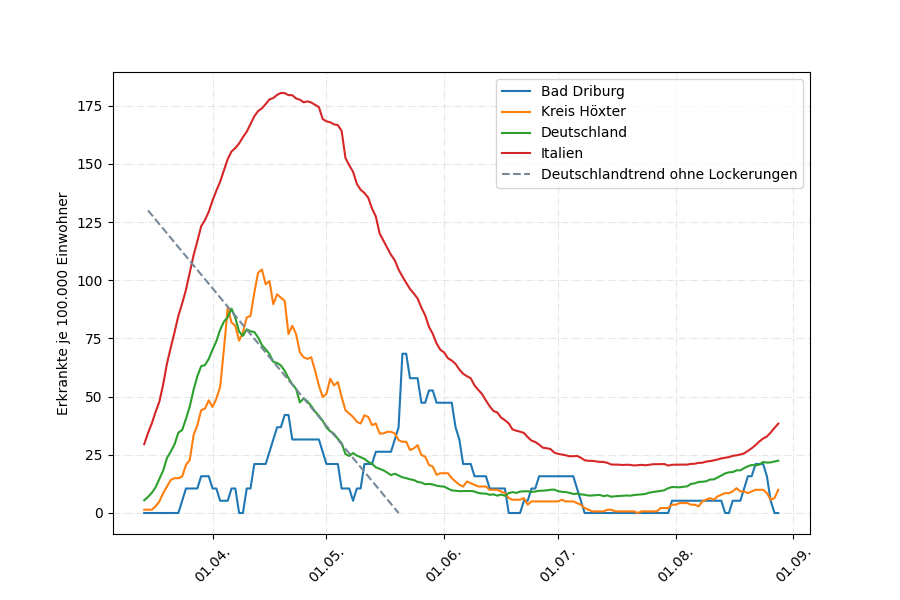 Bad Driburg
Kreis Höxter
Deutschland
Italien
Deutschlandtrend ohne Lockerungen
Erkrankte je 100.000 Einwohner
175
150
125
100
75
50
25
0
01.04.
01.05.
01.06.
01.07.
01.08.
01.09.